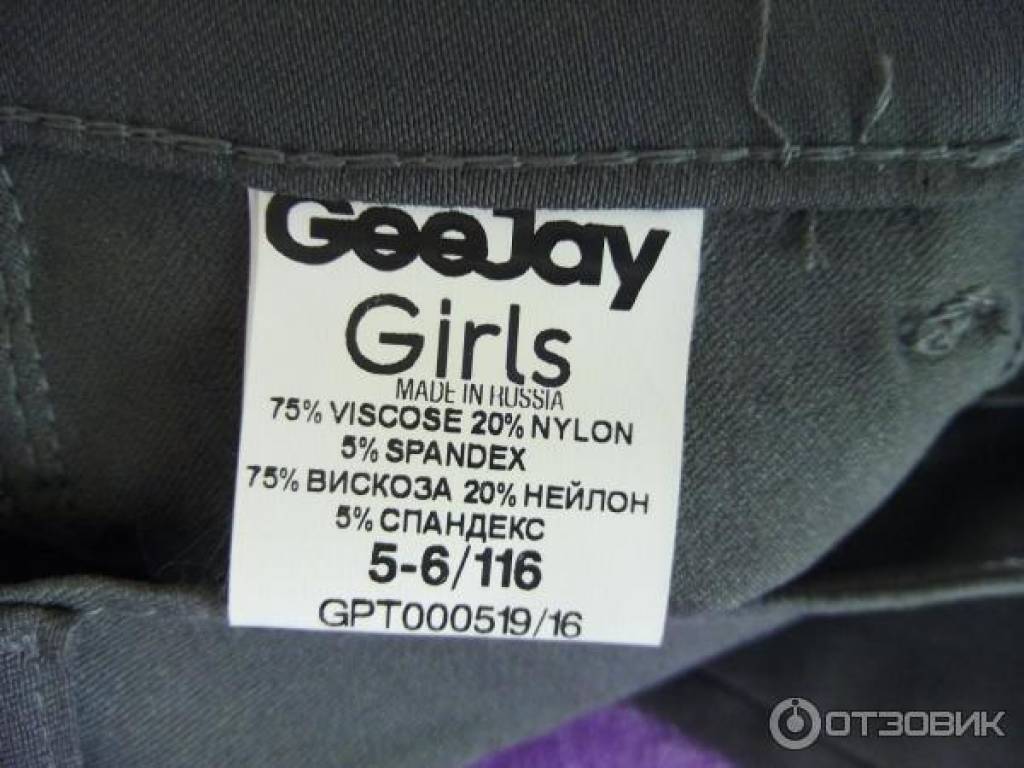 GeeJay
Girls
MADE IN RUSSIA
75% VISCOSE 20% NYLON
5% SPANDEX
75% ВИСКОЗА 20% НЕЙЛОН
5% СПАНДЕКС
5-6/116
GPT000519/16
ОТЗОВИК